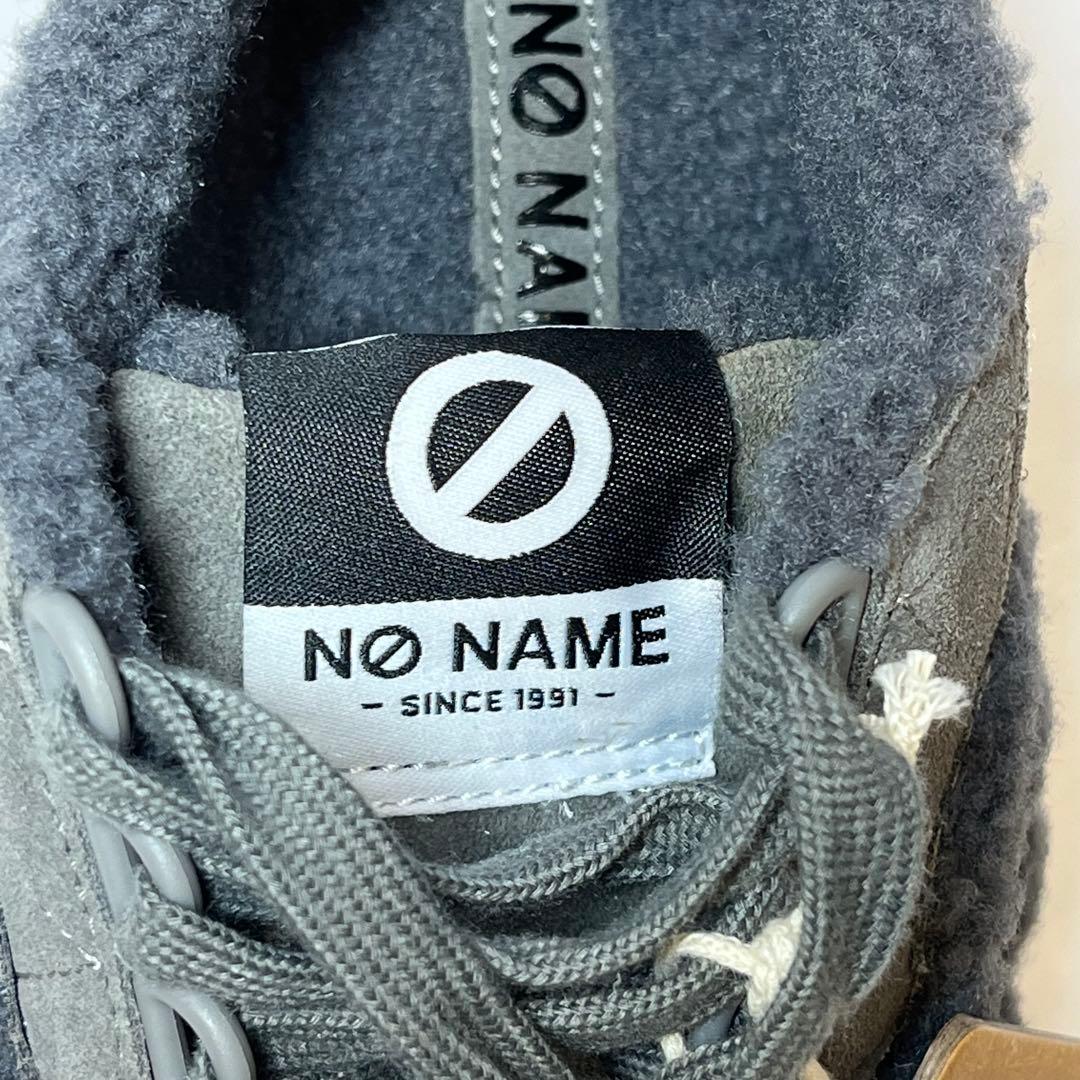 NØ NA
NØ NAME
- SINCE 1991 -